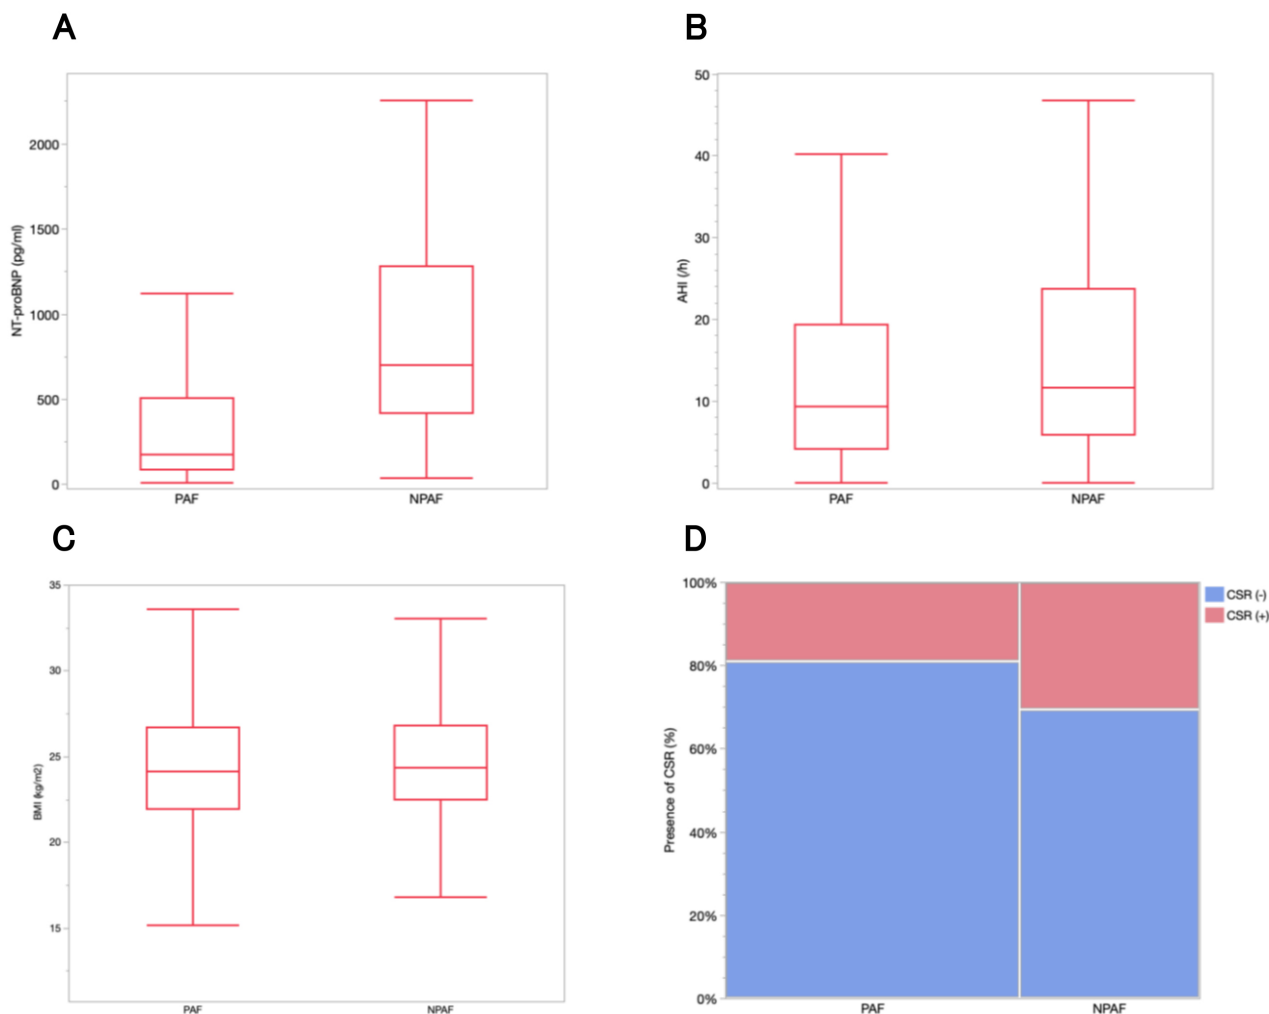 A
NT-proBNP (pg/ml)
2000
1500
1000
500
0
PAF NPAF
B
AHI (/h)
50
40
30
20
10
0
PAF NPAF
C
BMI (kg/m2)
35
30
25
20
15
PAF NPAF
D
Presence of CSR (%)
100%
80%
60%
40%
20%
0%
PAF NPAF
CSR (-)
CSR (+)